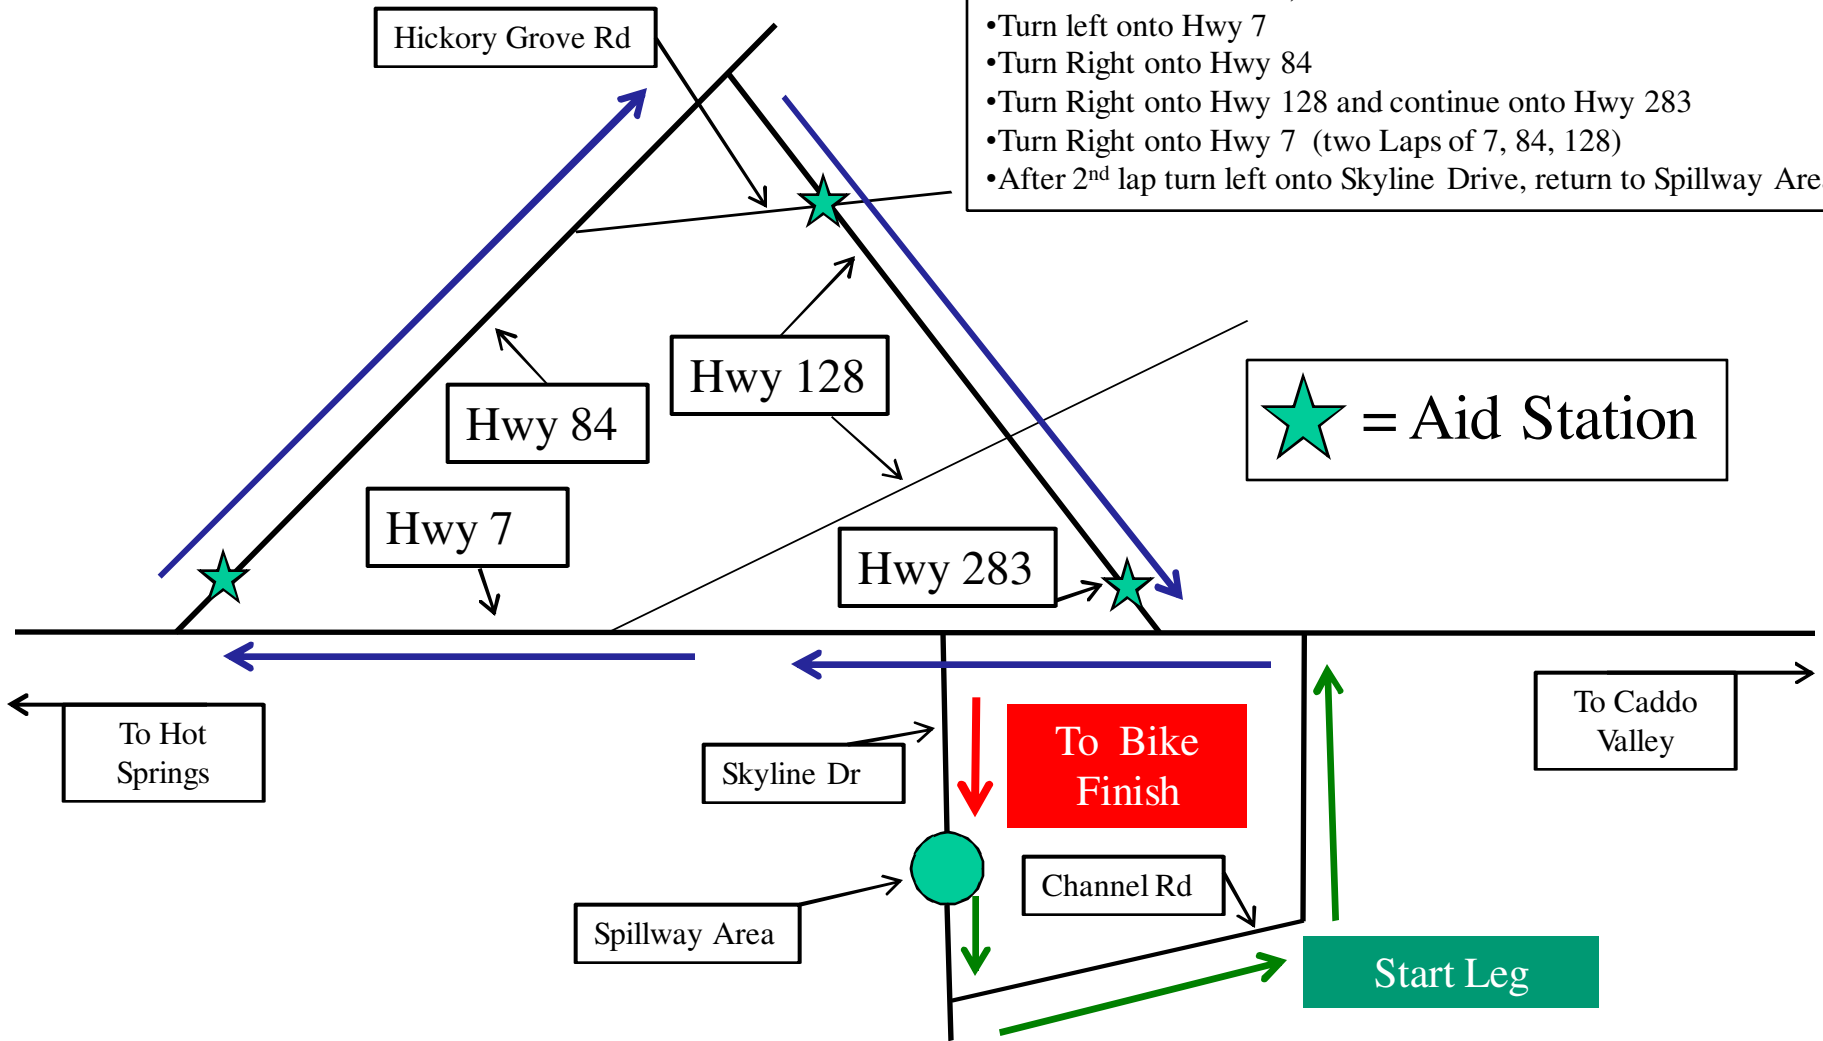 Hickory Grove Rd
•Turn left onto Hwy 7
•Turn Right onto Hwy 84
•Turn Right onto Hwy 128 and continue onto Hwy 283
•Turn Right onto Hwy 7 (two Laps of 7, 84, 128)
•After 2nd lap turn left onto Skyline Drive, return to Spillway Area
Hwy 128
Hwy 84
= Aid Station
Hwy 7
Hwy 283
To Hot
Springs
To Caddo
Valley
Skyline Dr
To Bike
Finish
Channel Rd
Spillway Area
Start Leg